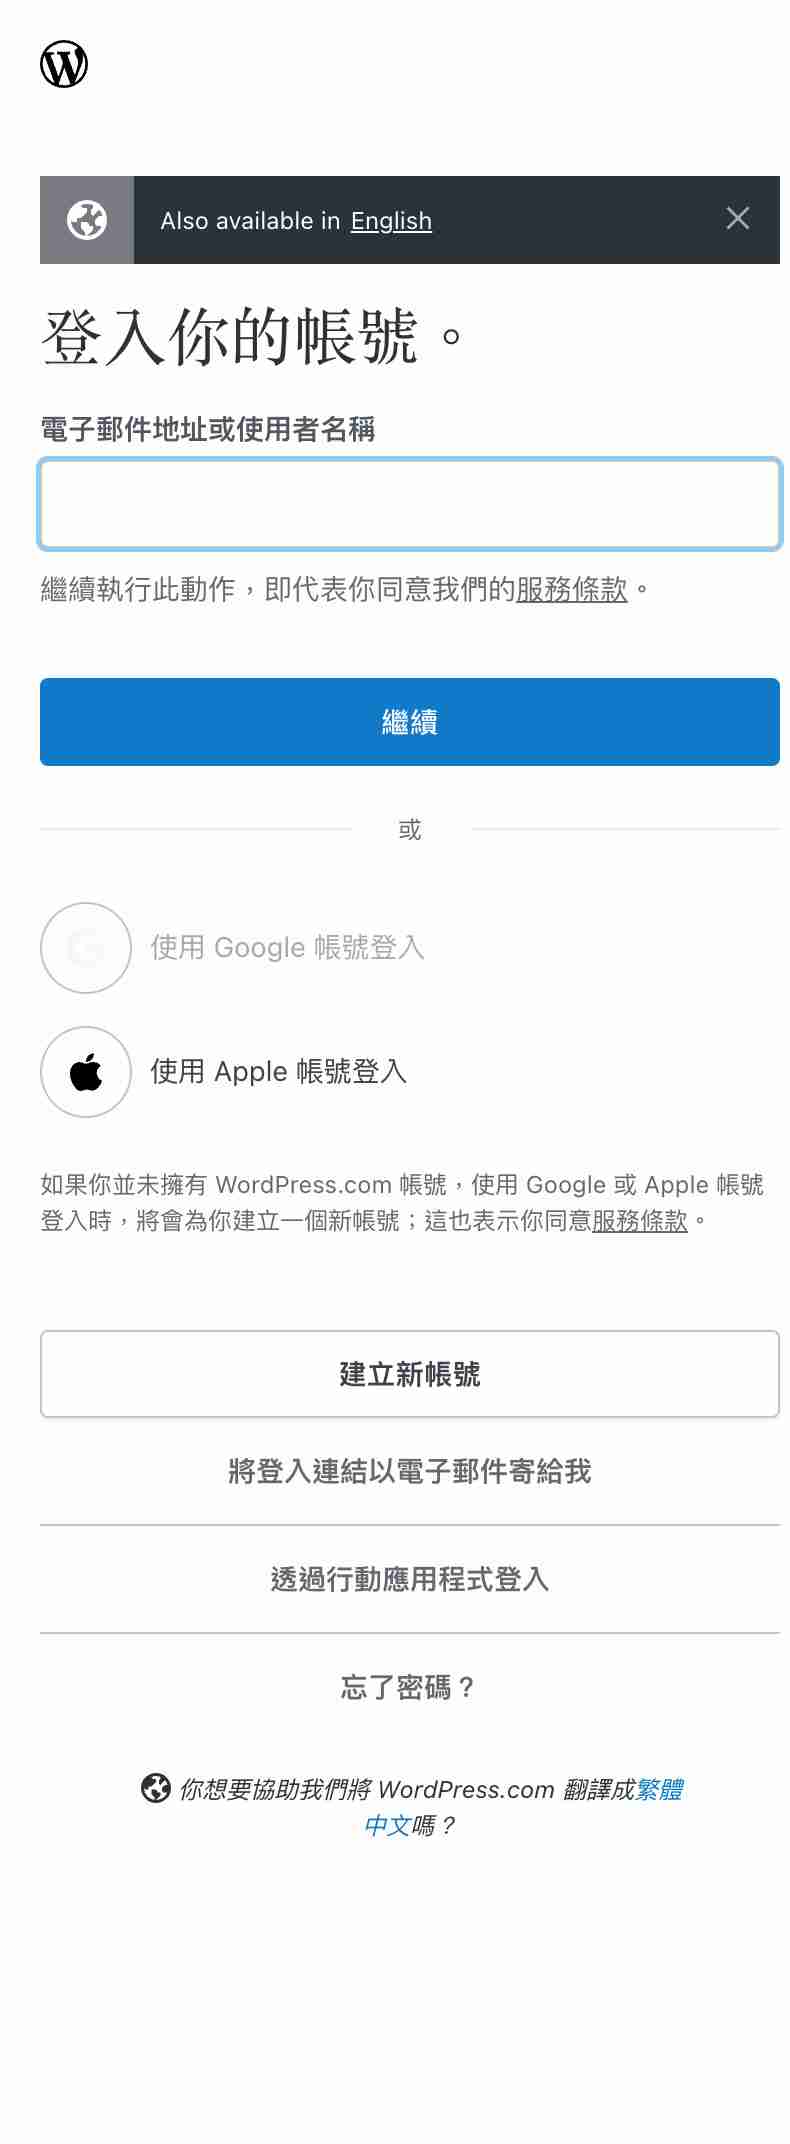 Also available in English
登入你的帳號。
電子郵件地址或使用者名稱
繼續執行此動作，即代表你同意我們的服務條款。
繼續
或
使用 Google 帳號登入
使用 Apple 帳號登入
如果你並未擁有 WordPress.com 帳號，使用 Google 或 Apple 帳號
登入時，將會為你建立一個新帳號；這也表示你同意服務條款。
建立新帳號
將登入連結以電子郵件寄給我
透過行動應用程式登入
忘了密碼？
你想要協助我們將 WordPress.com 翻譯成繁體
中文嗎？